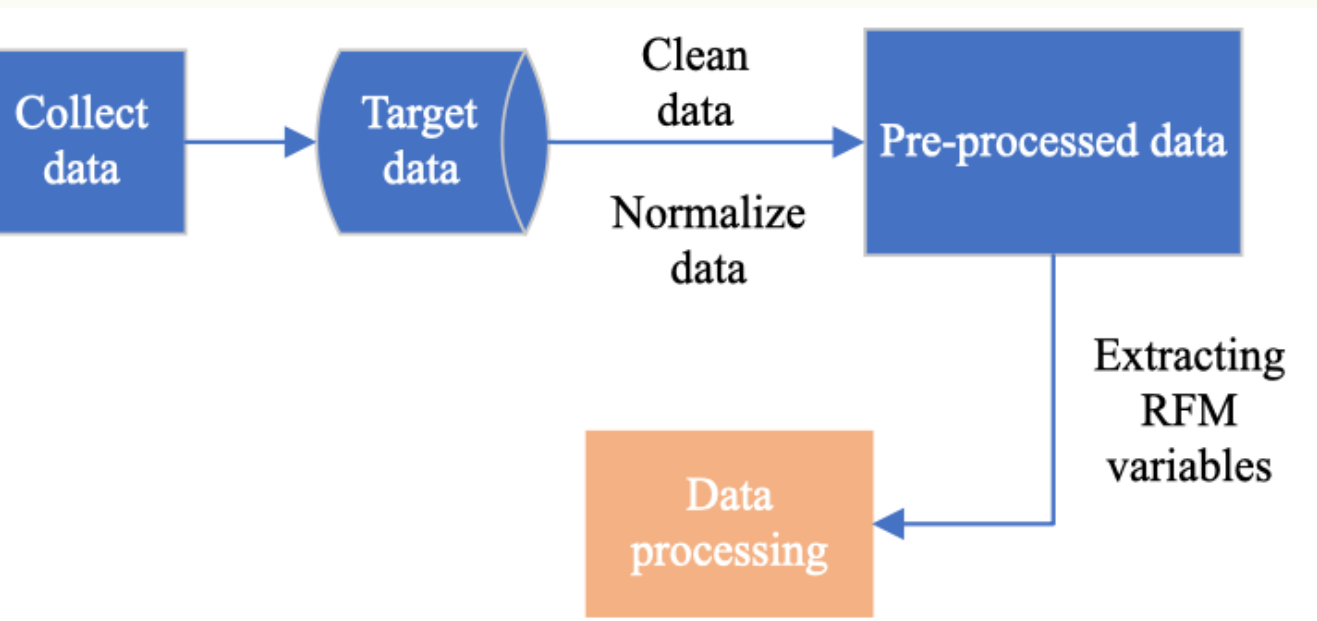 Collect
data
Target
data
Clean
data
Normalize
data
Pre-processed data
Extracting
RFM
variables
Data
processing